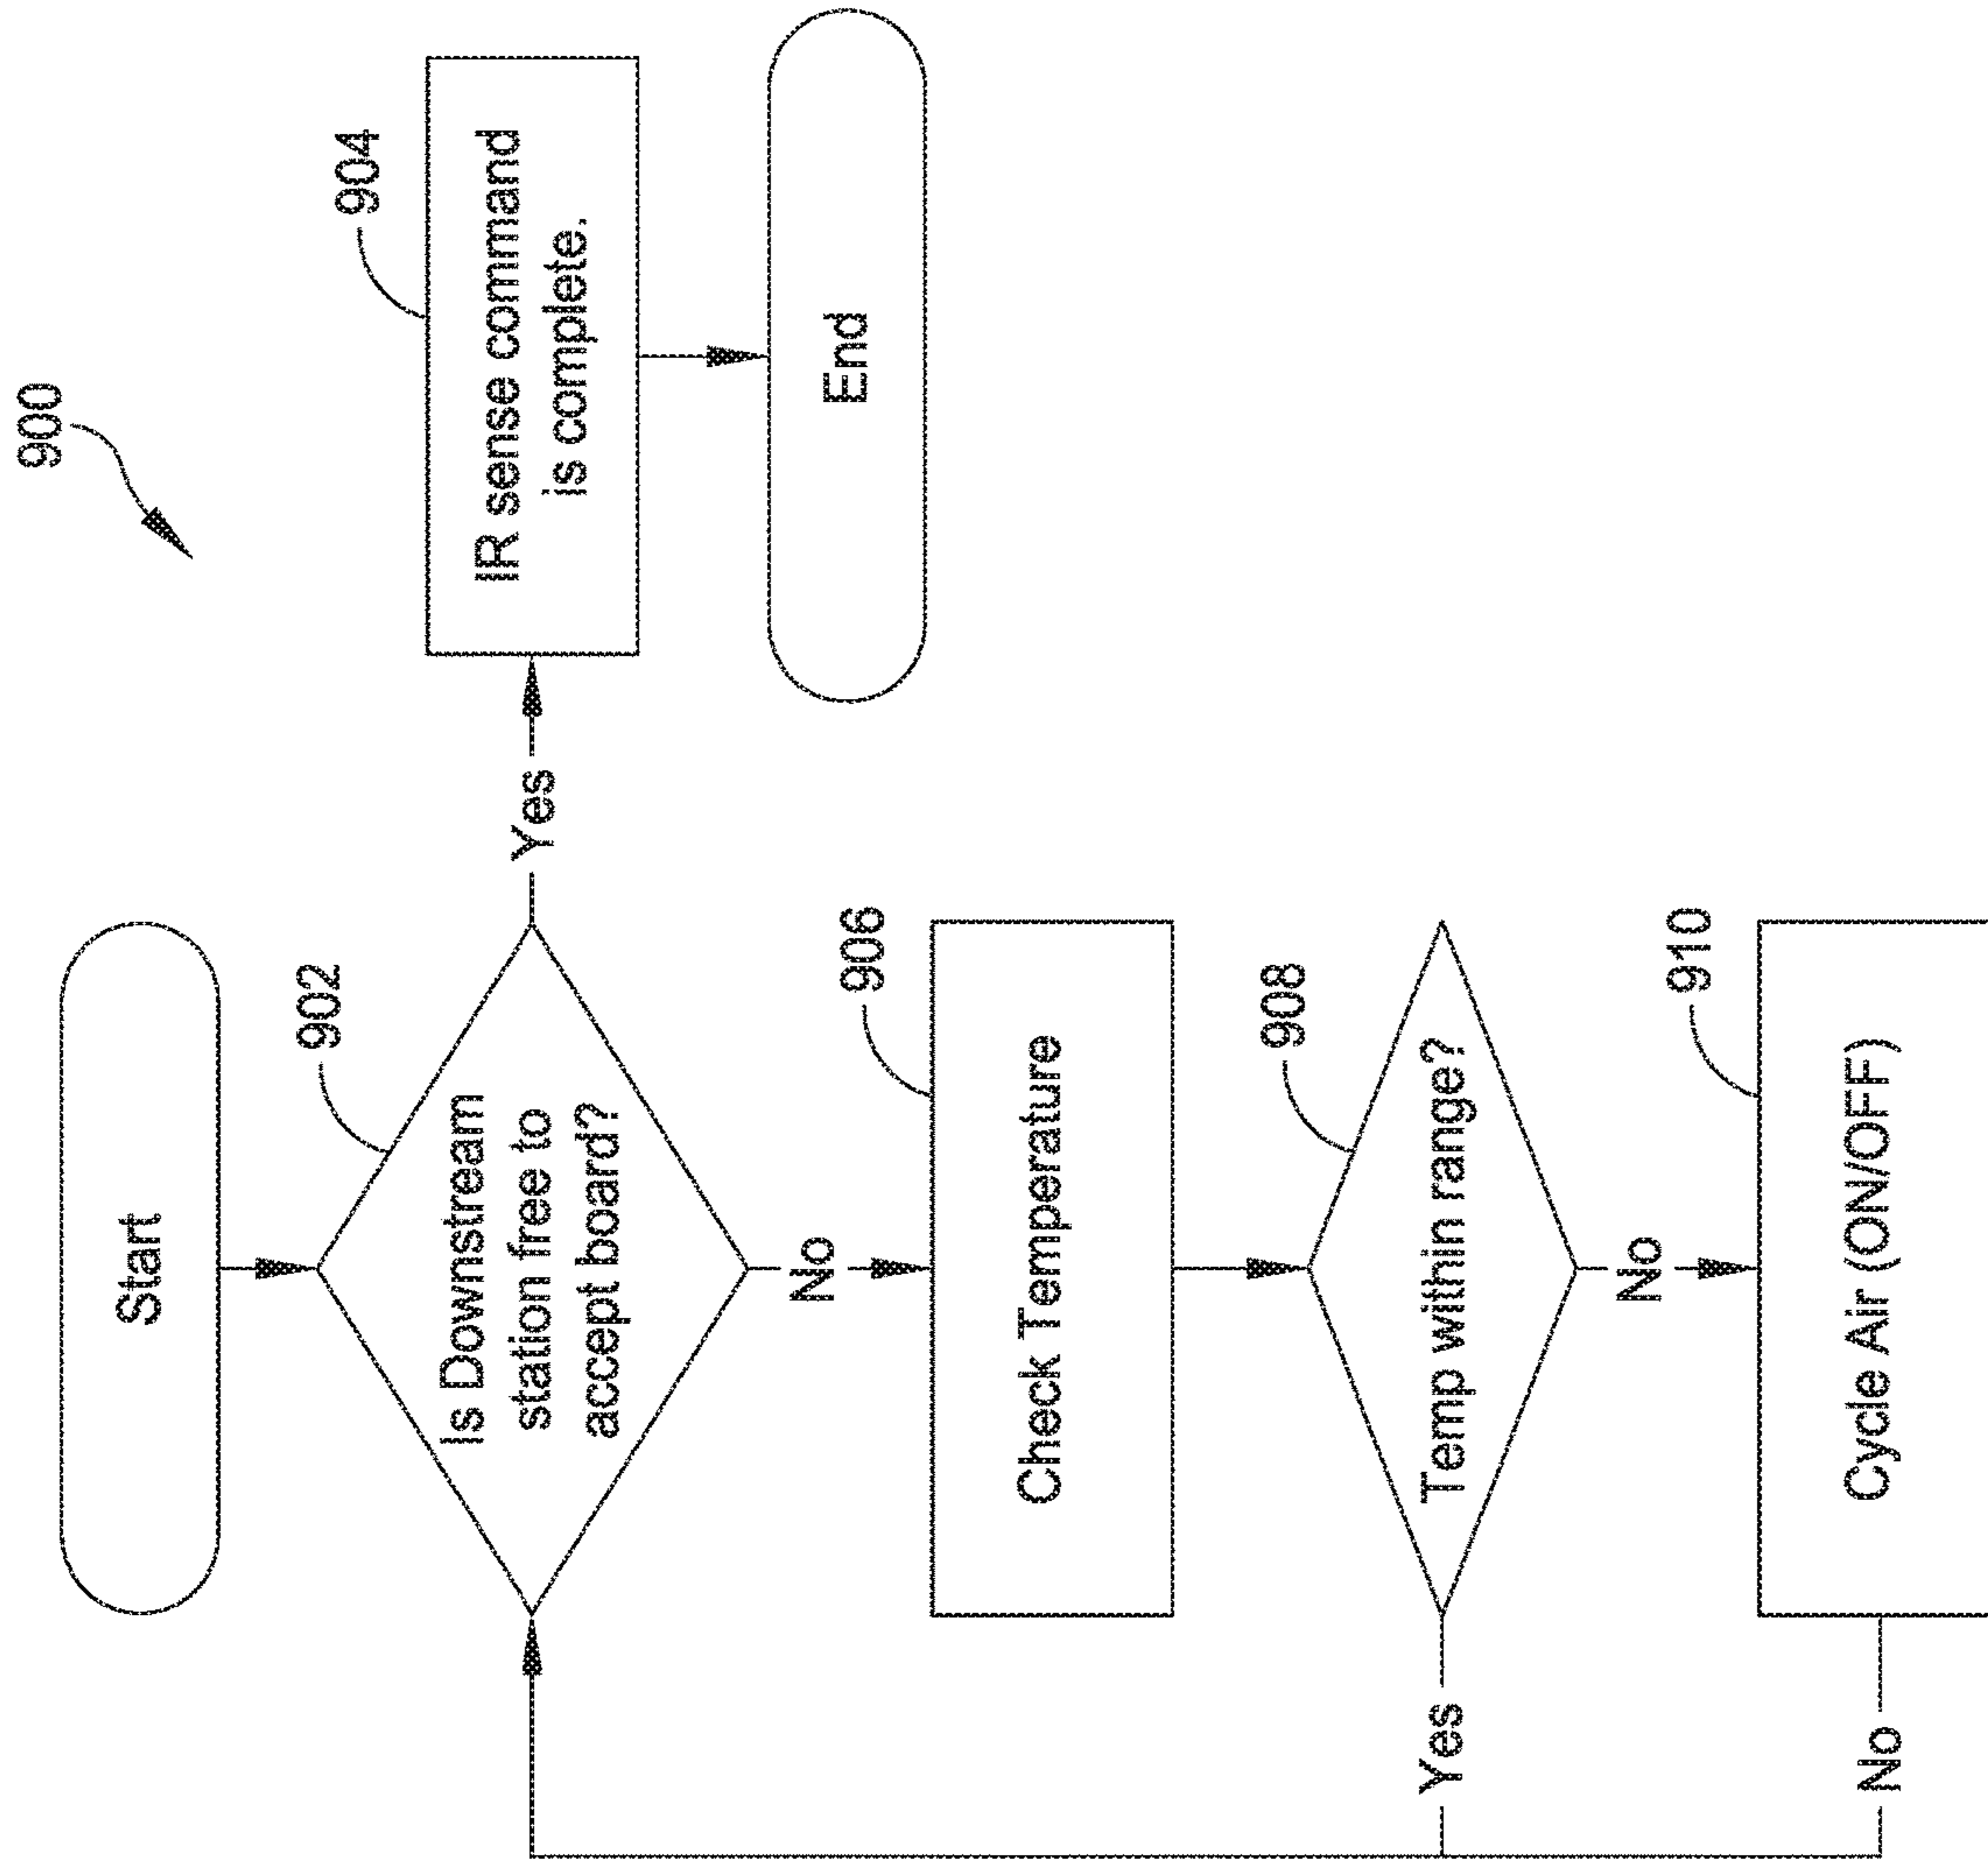 900
Start
902
Is Downstream
station free to
accept board?
Yes
904
IR sense command
is complete.
End
No
906
Check Temperature
908
Temp within range?
Yes
No
910
Cycle Air (ON/OFF)
No